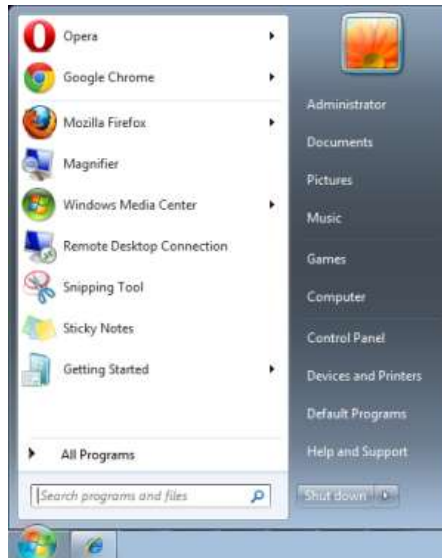 Opera
Google Chrome
Mozilla Firefox
Magnifier
Windows Media Center
Remote Desktop Connection
Snipping Tool
Sticky Notes
Getting Started
All Programs
Search programs and files
Administrator
Documents
Pictures
Music
Games
Computer
Control Panel
Devices and Printers
Default Programs
Help and Support
Shut down